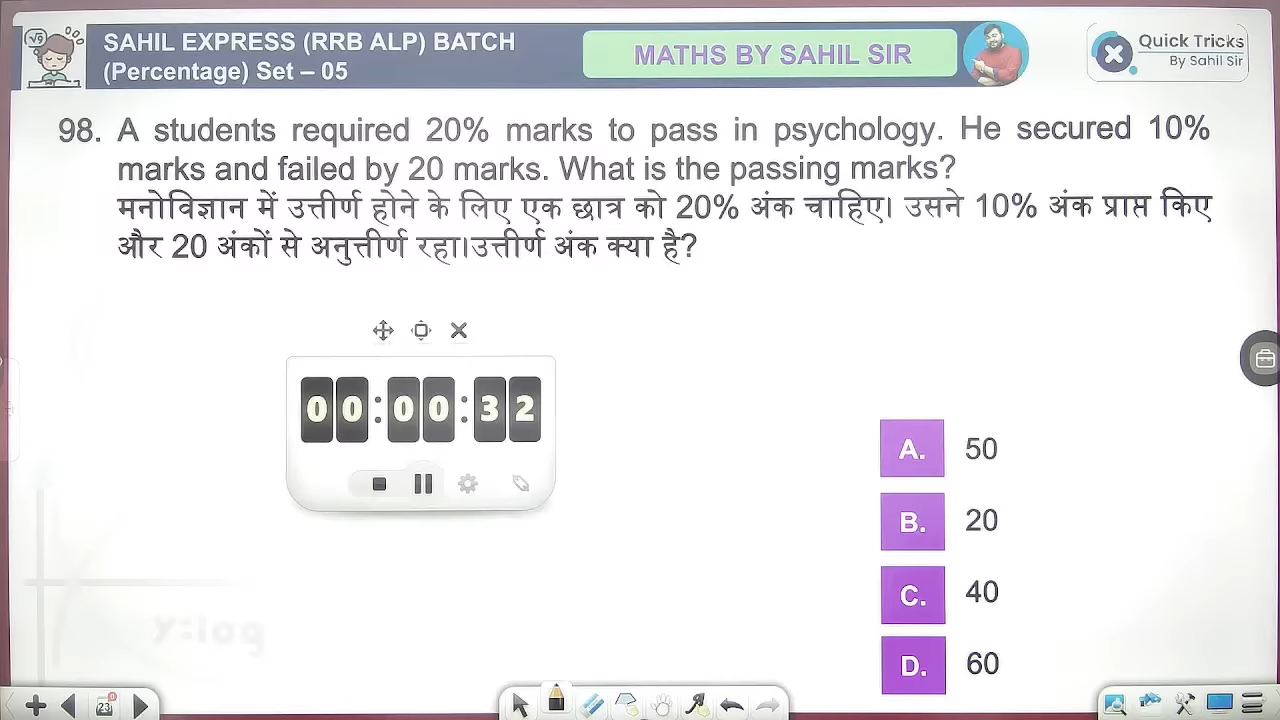 SAHIL EXPRESS (RRB ALP) BATCH
(Percentage) Set – 05
MATHS BY SAHIL SIR
Quick Tricks
By Sahil Sir
98. A students required 20% marks to pass in psychology. He secured 10%
marks and failed by 20 marks. What is the passing marks?
मनोविज्ञान में उत्तीर्ण होने के लिए एक छात्र को 20% अंक चाहिए। उसने 10% अंक प्राप्त किए
और 20 अंकों से अनुत्तीर्ण रहा।उत्तीर्ण अंक क्या है?
00:00:32
A. 50
B. 20
C. 40
D. 60
y=log
23